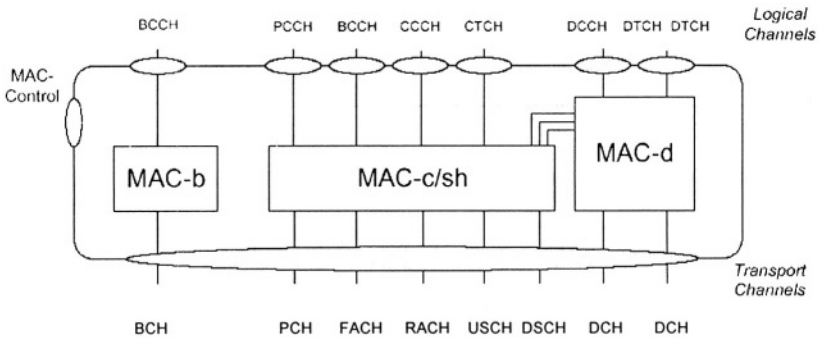 BCCH PCCH BCCH CCCH CTCH DCCH DTCH DTCH
Logical
Channels
MAC-
Control
MAC-b
MAC-c/sh
MAC-d
Transport
Channels
BCH PCH FACH RACH USCH DSCH DCH DCH